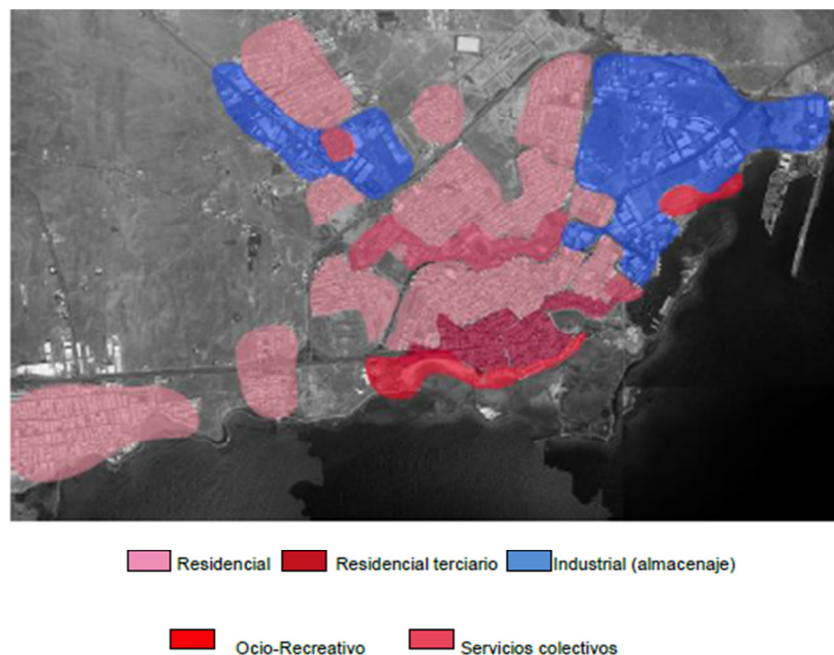 Residencial Residencial terciario Industrial (almacenaje)
Ocio-Recreativo Servicios colectivos